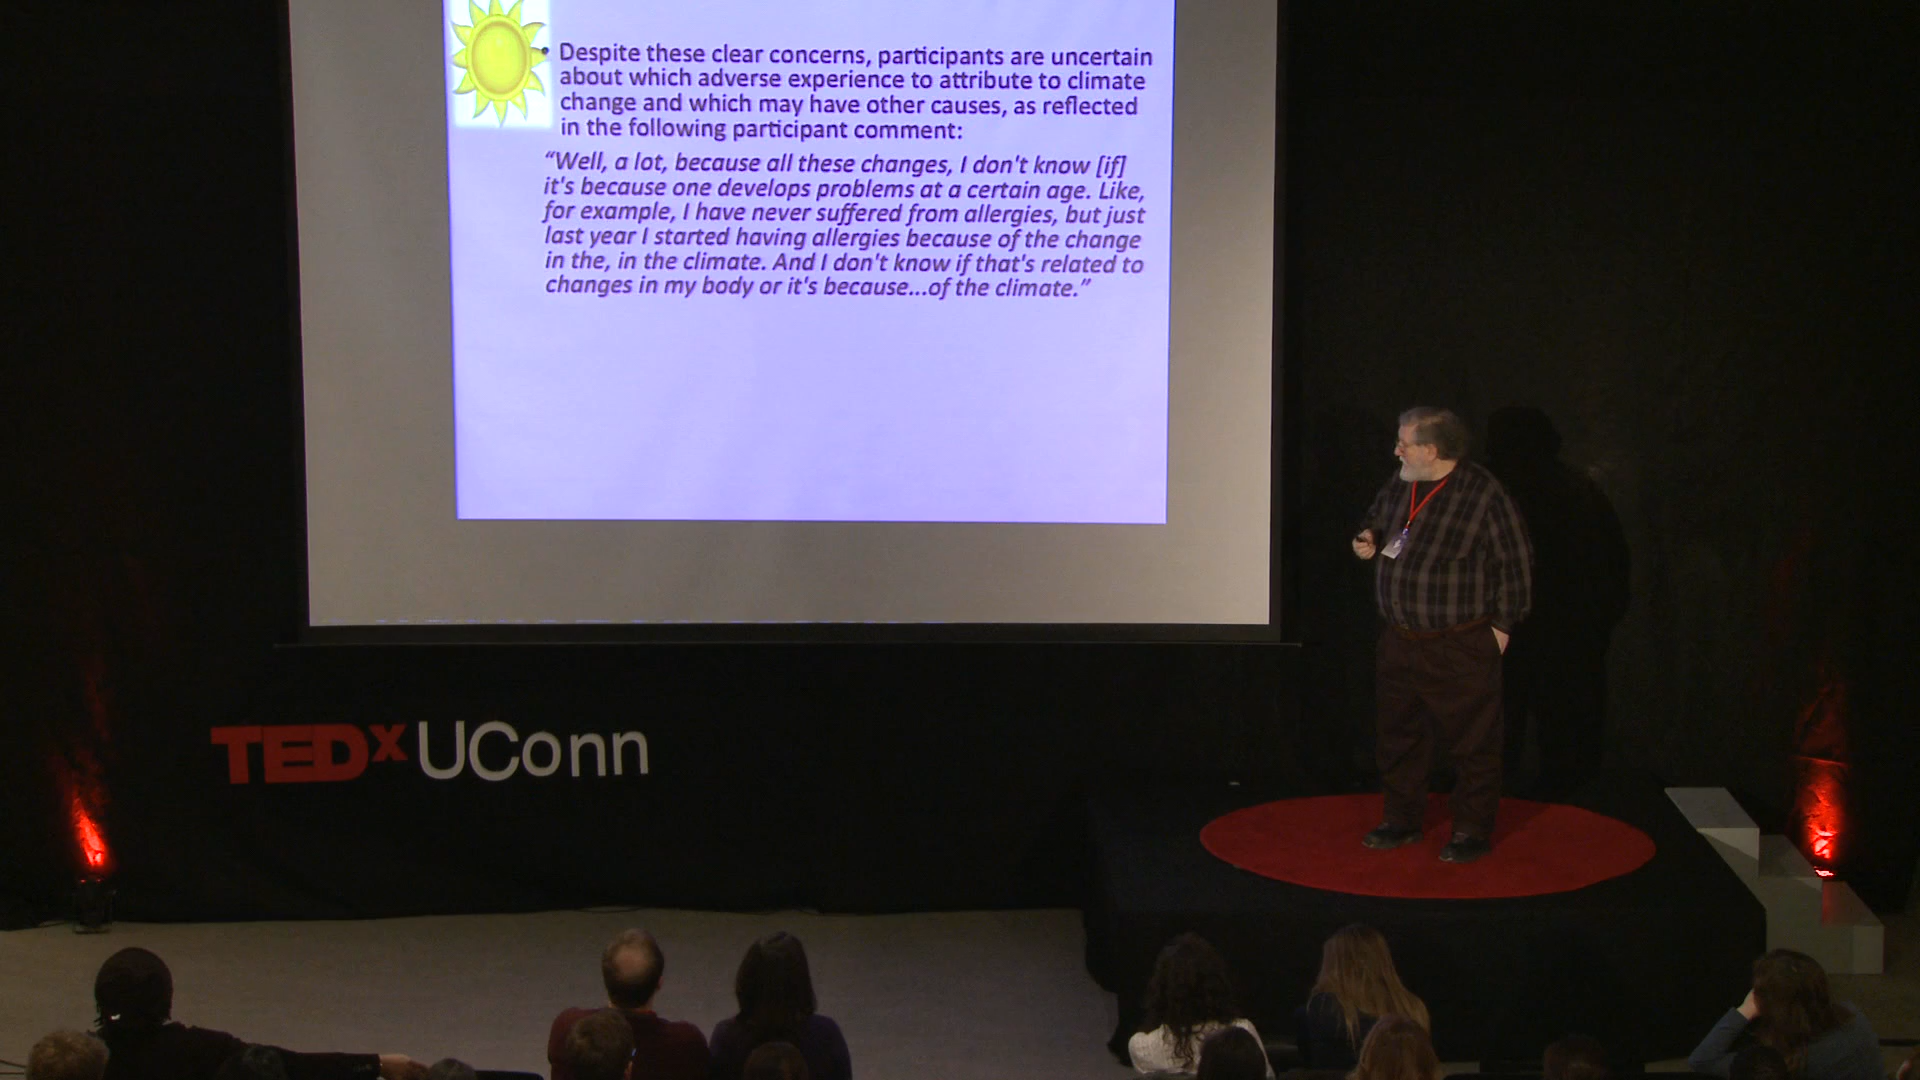 • Despite these clear concerns, participants are uncertain
about which adverse experience to attribute to climate
change and which may have other causes, as reflected
in the following participant comment:
“Well, a lot, because all these changes, I don't know [if]
it's because one develops problems at a certain age. Like,
for example, I have never suffered from allergies, but just
last year I started having allergies because of the change
in the, in the climate. And I don't know if that's related to
changes in my body or it's because...of the climate.”
TEDx UConn